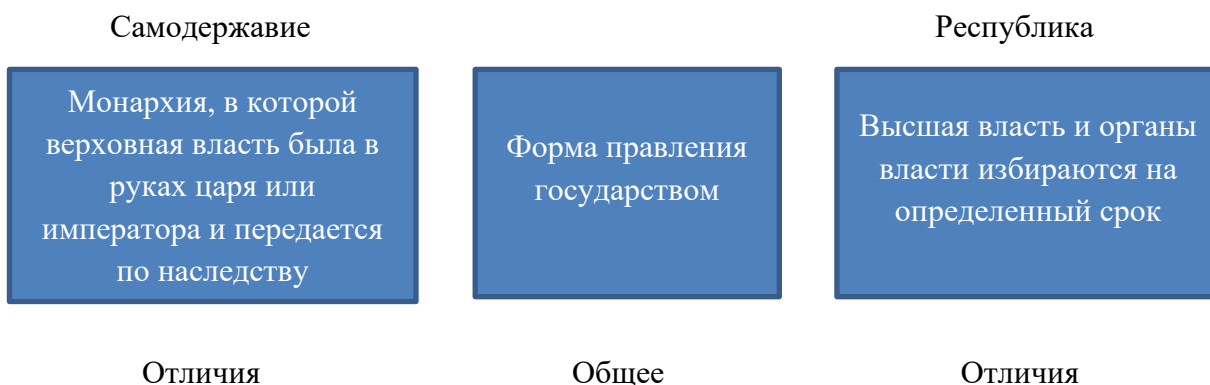 Самодержавие
Республика
Монархия, в которой
верховная власть была в
руках царя или
императора и передается
по наследству
Форма правления
государством
Высшая власть и органы
власти избираются на
определенный срок
Отличия
Общее
Отличия